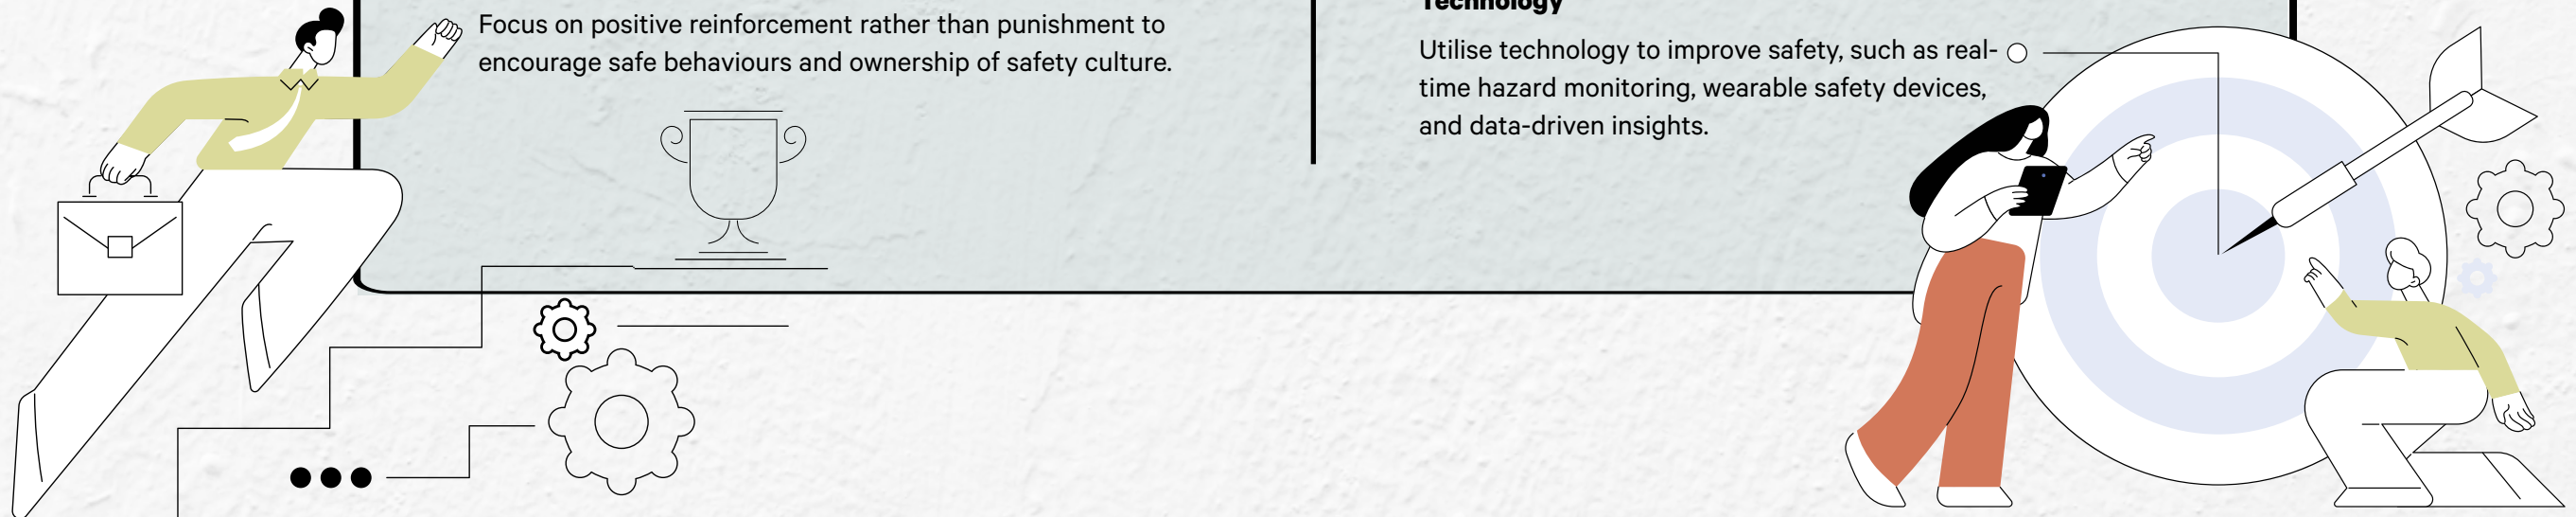 Focus on positive reinforcement rather than punishment to
encourage safe behaviours and ownership of safety culture.
Technology
Utilise technology to improve safety, such as real-
time hazard monitoring, wearable safety devices,
and data-driven insights.